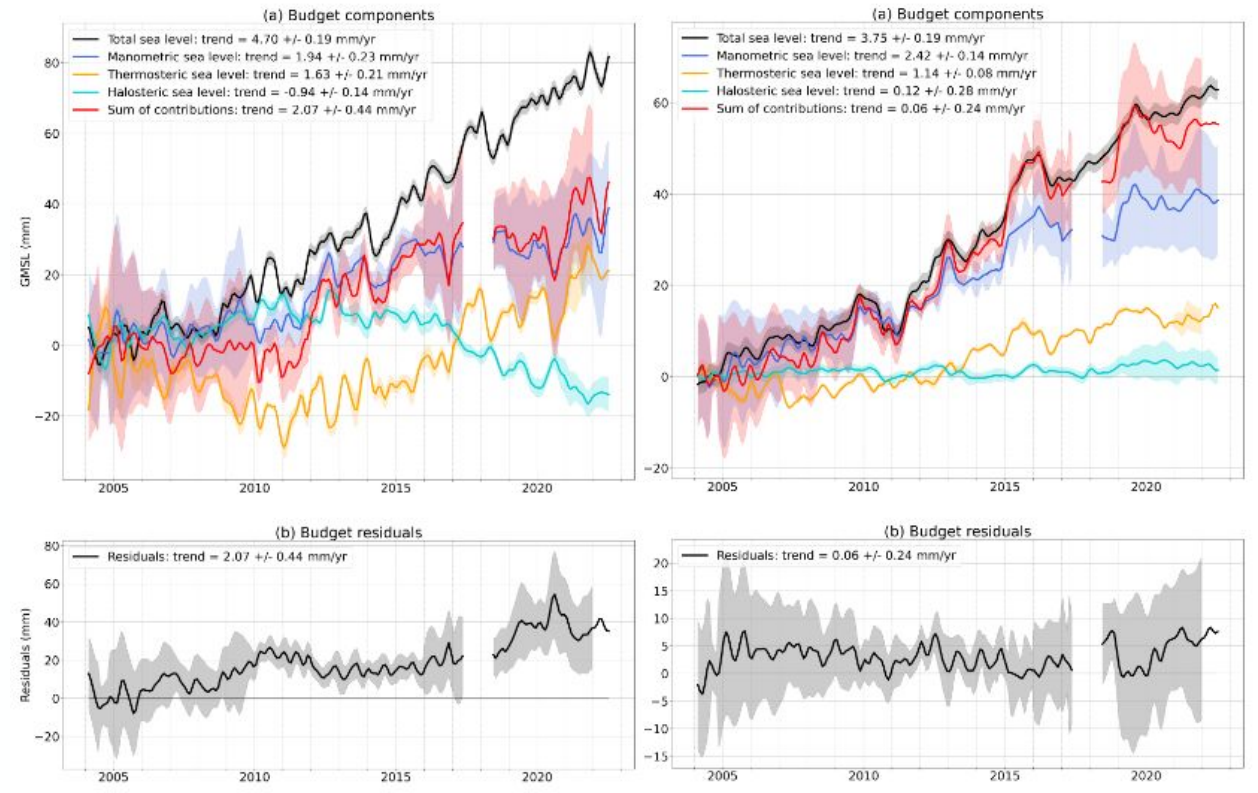 (a) Budget components
Total sea level: trend = 4.70 +/- 0.19 mm/yr
Manometric sea level: trend = 1.94 +/- 0.23 mm/yr
Thermosteric sea level: trend = 1.63 +/- 0.21 mm/yr
Halosteric sea level: trend = -0.94 +/- 0.14 mm/yr
Sum of contributions: trend = 2.07 +/- 0.44 mm/yr
GMSL (mm)
80
60
40
20
0
−20
2005 2010 2015 2020
(a) Budget components
Total sea level: trend = 3.75 +/- 0.19 mm/yr
Manometric sea level: trend = 2.42 +/- 0.14 mm/yr
Thermosteric sea level: trend = 1.14 +/- 0.08 mm/yr
Halosteric sea level: trend = 0.12 +/- 0.28 mm/yr
Sum of contributions: trend = 0.06 +/- 0.24 mm/yr
60
40
20
0
−20
2005 2010 2015 2020
(b) Budget residuals
Residuals: trend = 2.07 +/- 0.44 mm/yr
Residuals (mm)
80
60
40
20
0
−20
2005 2010 2015 2020
(b) Budget residuals
Residuals: trend = 0.06 +/- 0.24 mm/yr
20
15
10
5
0
−5
−10
−15
2005 2010 2015 2020